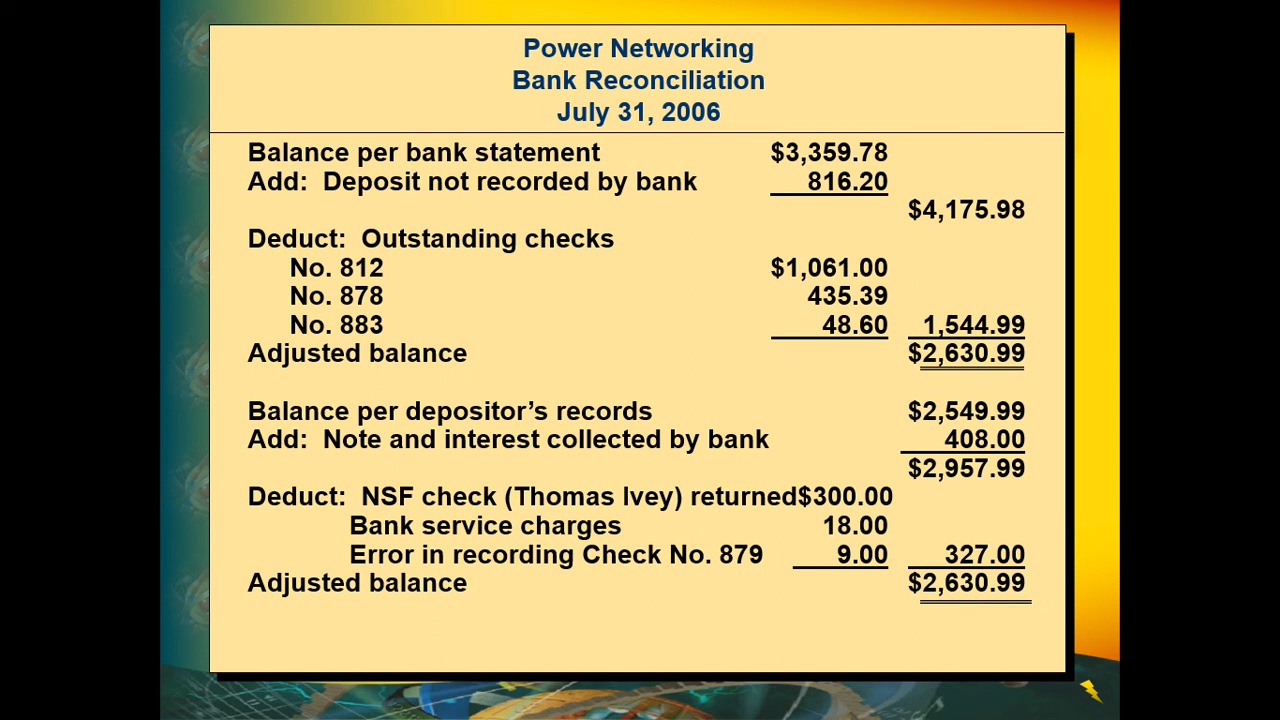 Power Networking
Bank Reconciliation
July 31, 2006
Balance per bank statement $3,359.78
Add: Deposit not recorded by bank 816.20
$4,175.98
Deduct: Outstanding checks
No. 812 $1,061.00
No. 878 435.39
No. 883 48.60 1,544.99
Adjusted balance $2,630.99
Balance per depositor’s records $2,549.99
Add: Note and interest collected by bank 408.00
$2,957.99
Deduct: NSF check (Thomas Ivey) returned$300.00
Bank service charges 18.00
Error in recording Check No. 879 9.00 327.00
Adjusted balance $2,630.99